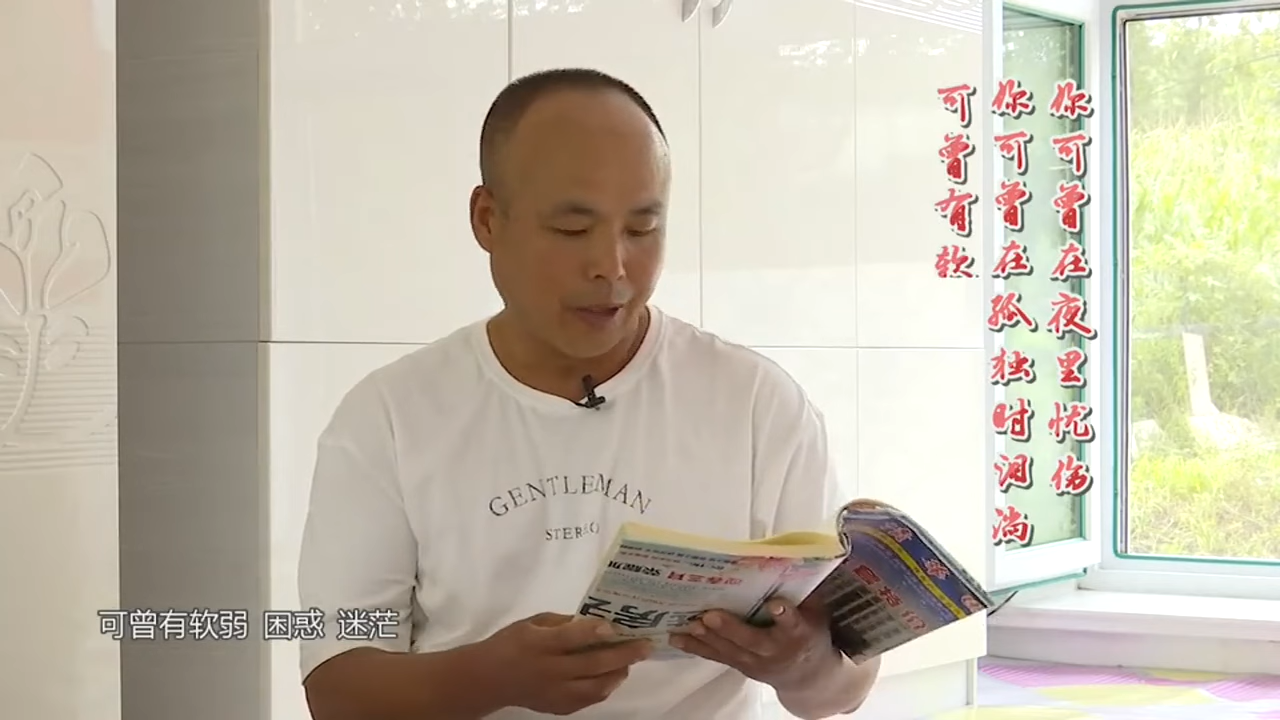 你可曾在夜里忧伤
你可曾在孤独时泪淌
可曾有软
GENTLEMAN
STEREO
可曾有软弱 困惑 迷茫